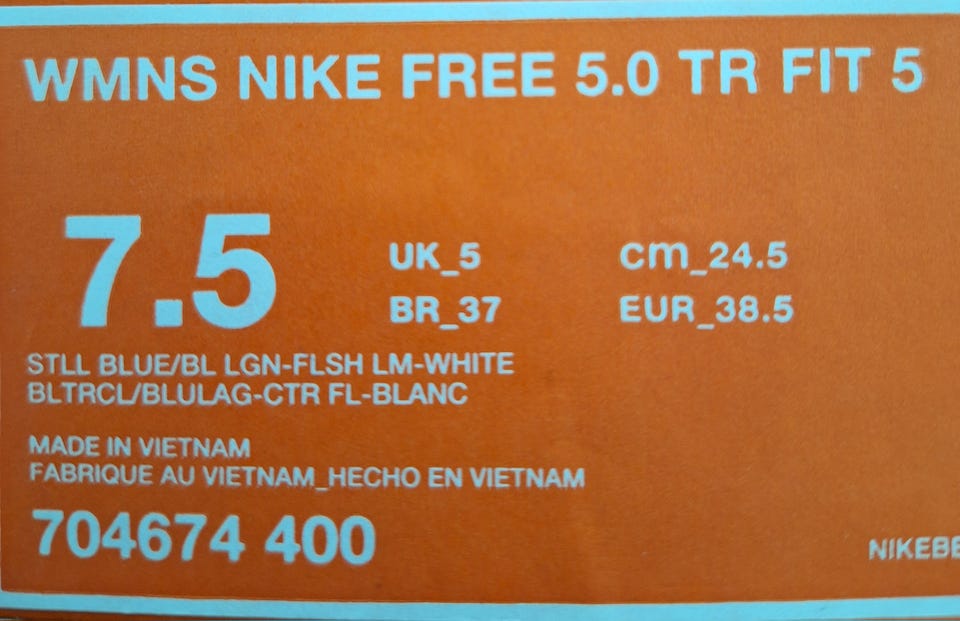 WMNS NIKE FREE 5.0 TR FIT 5
7.5
UK_5 cm_24.5
BR_37 EUR_38.5
STLL BLUE/BL LGN-FLSH LM-WHITE
BLTRCL/BLULAG-CTR FL-BLANC
MADE IN VIETNAM
FABRIQUE AU VIETNAM_HECHO EN VIETNAM
704674 400
NIKEBE